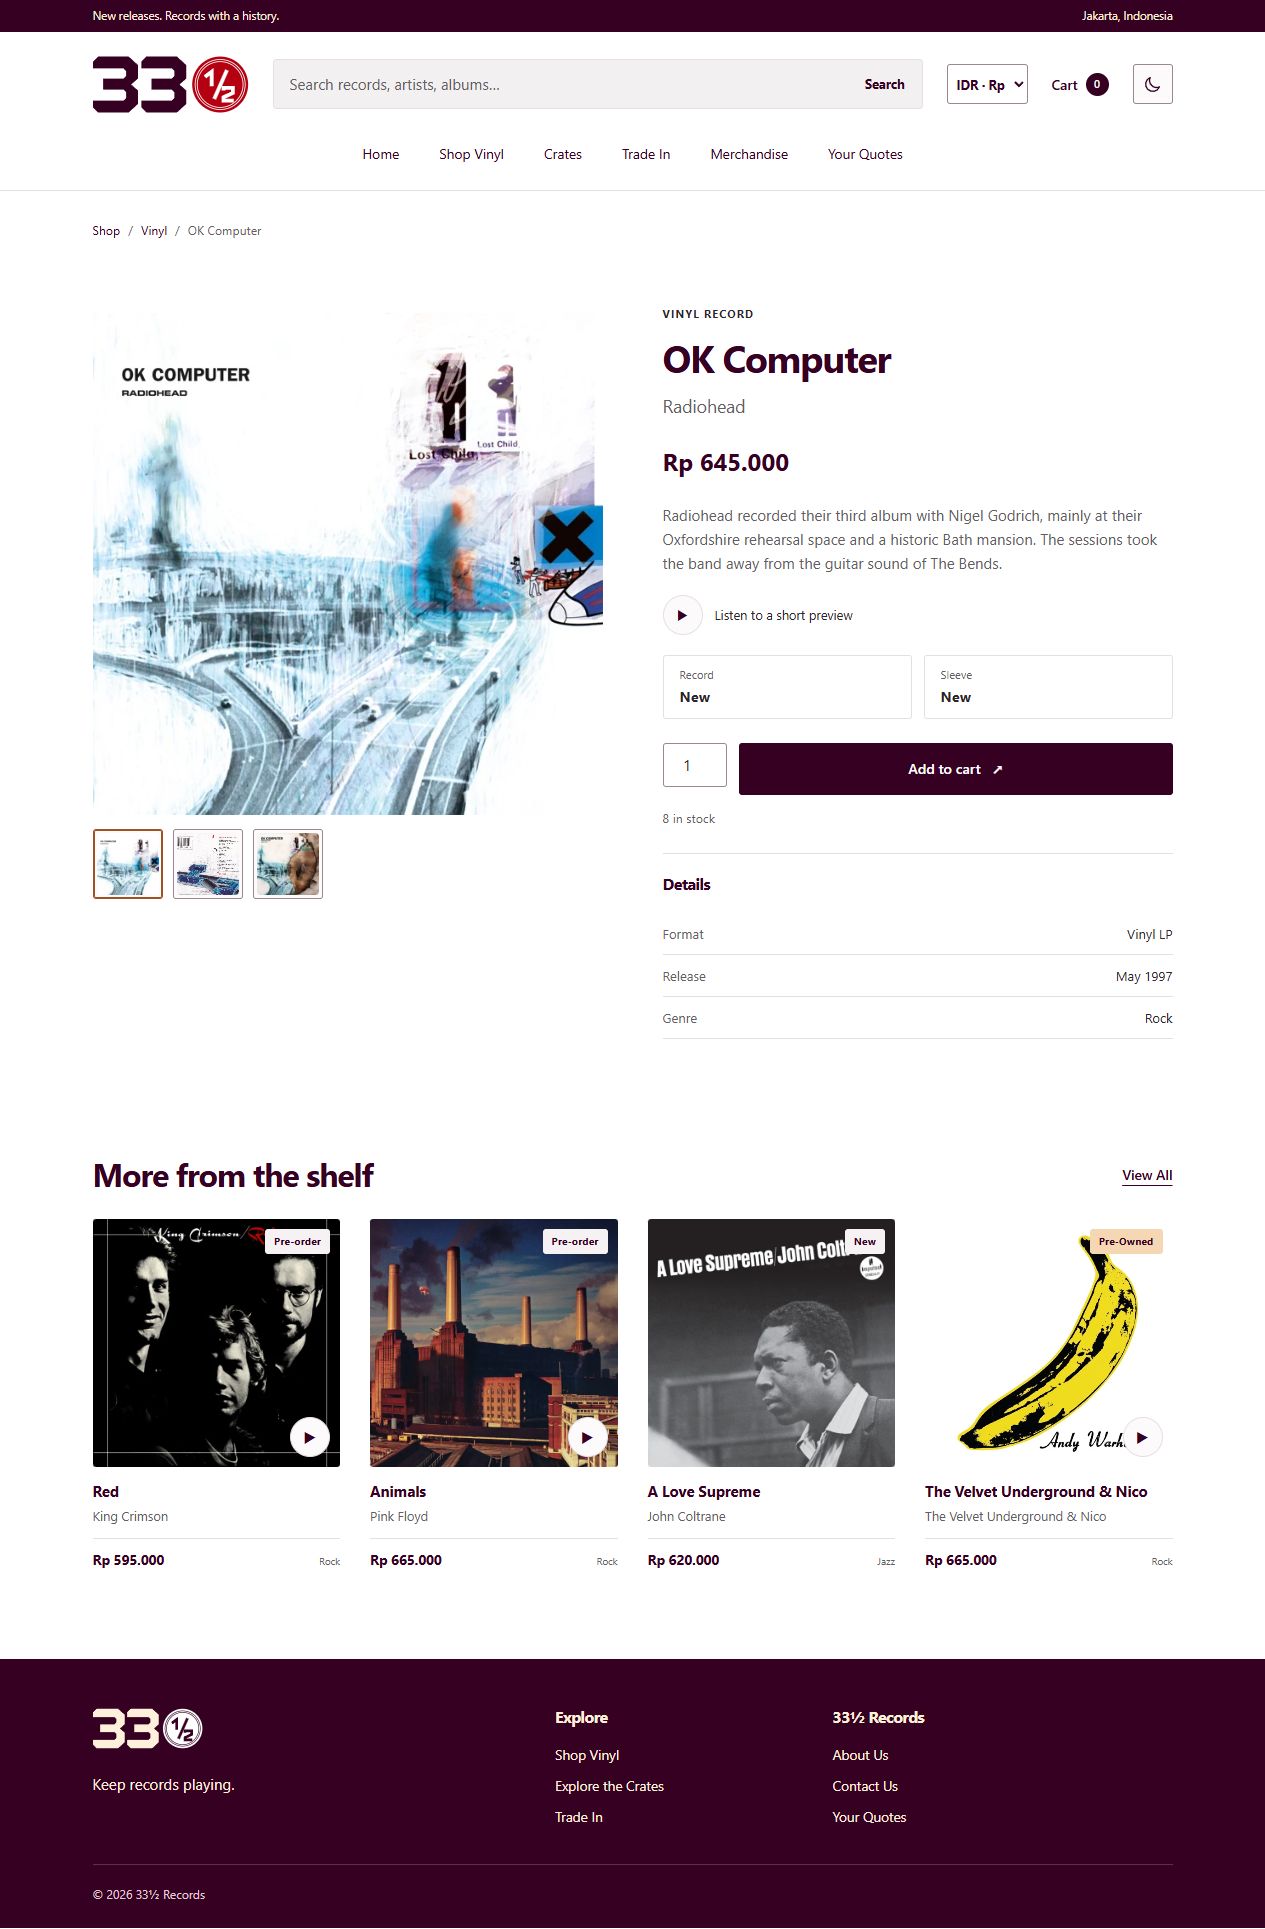 New releases. Records with a history.
Jakarta, Indonesia
33 1/2
Search records, artists, albums...
Search
IDR · Rp
Cart 0
Home
Shop Vinyl
Crates
Trade In
Merchandise
Your Quotes
Shop / Vinyl / OK Computer
OK COMPUTER
RADIOHEAD
Lost Child,
Lost Child,
VINYL RECORD
OK Computer
Radiohead
Rp 645.000
Radiohead recorded their third album with Nigel Godrich, mainly at their
Oxfordshire rehearsal space and a historic Bath mansion. The sessions took
the band away from the guitar sound of The Bends.
Listen to a short preview
Record
New
Sleeve
New
1
Add to cart ↗
8 in stock
Details
Format
Vinyl LP
Release
May 1997
Genre
Rock
More from the shelf
View All
King Crimson/
Pre-order
Pre-order
A Love Supreme/John
New
Pre-Owned
Andy
Red
King Crimson
Rp 595.000
Rock
Animals
Pink Floyd
Rp 665.000
Rock
A Love Supreme
John Coltrane
Rp 620.000
Jazz
The Velvet Underground & Nico
The Velvet Underground & Nico
Rp 665.000
Rock
33 1/2
Keep records playing.
Explore
Shop Vinyl
Explore the Crates
Trade In
33½ Records
About Us
Contact Us
Your Quotes
© 2026 33½ Records